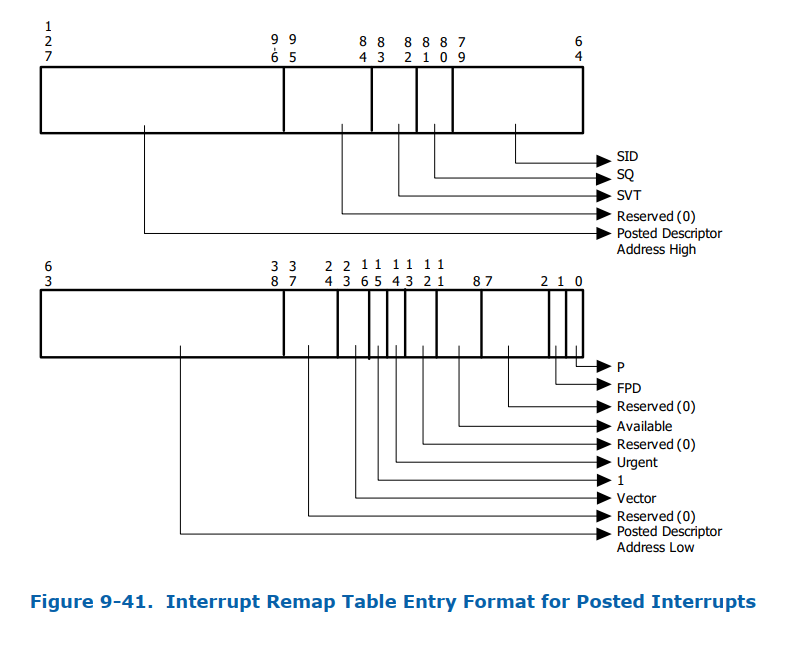 127 96 95 84 83 82 81 80 79 64
SID
SQ
SVT
Reserved (0)
Posted Descriptor
Address High
63 38 37 24 23 16 15 14 13 12 11 8 7 2 1 0
P
FPD
Reserved (0)
Available
Reserved (0)
Urgent
1
Vector
Reserved (0)
Posted Descriptor
Address Low
Figure 9-41. Interrupt Remap Table Entry Format for Posted Interrupts